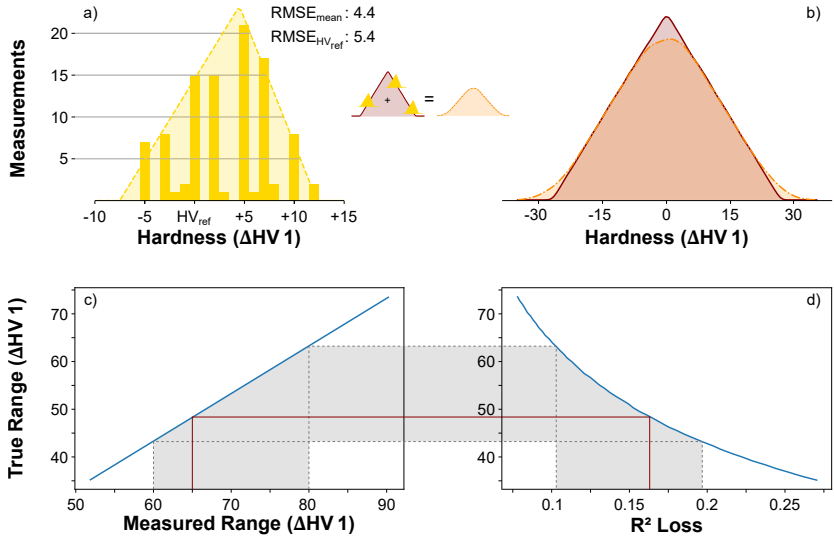 a)
RMSEmean: 4.4
RMSEHVref: 5.4
Measurements
20
15
10
5
-10 -5 HVref +5 +10 +15
Hardness (ΔHV 1)
+ =
b)
-30 -15 0 15 30
Hardness (ΔHV 1)
True Range (ΔHV 1)
c)
70
60
50
40
50 60 70 80 90
Measured Range (ΔHV 1)
d)
70
60
50
40
0.1 0.15 0.2 0.25
R² Loss